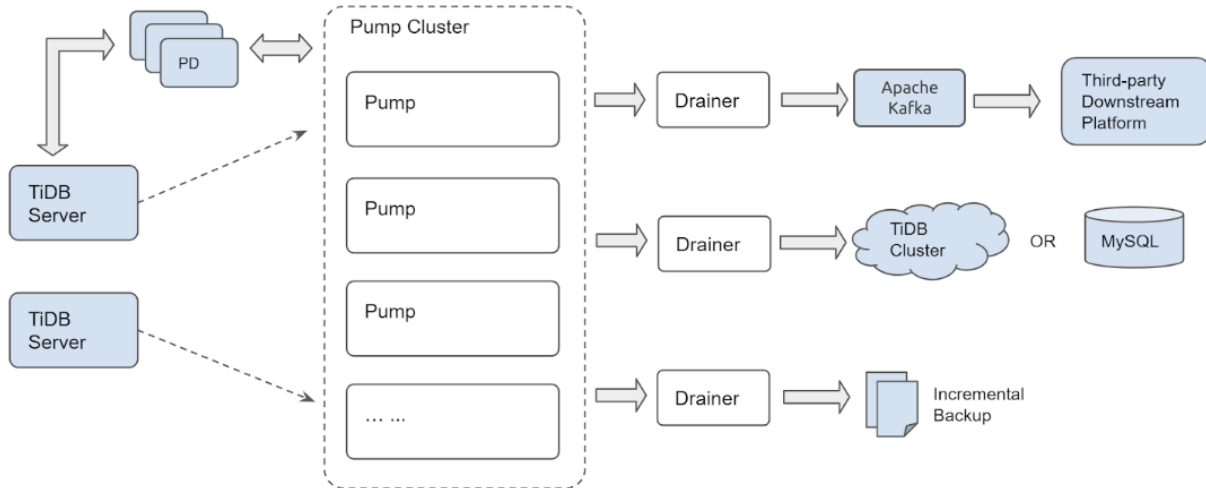 PD
Pump Cluster
Pump
Drainer
Apache
Kafka
Third-party
Downstream
Platform
TiDB
Server
Pump
Drainer
TiDB
Cluster
OR
MySQL
TiDB
Server
Pump
... ...
Drainer
Incremental
Backup